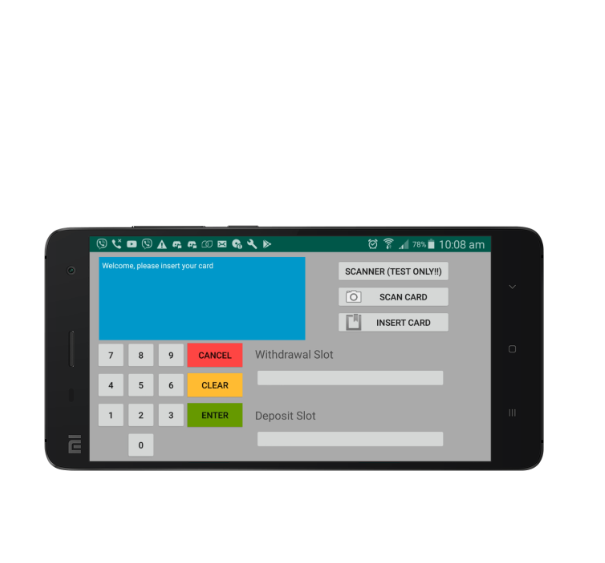 78% 10:08 am
Welcome, please insert your card
SCANNER (TEST ONLY!!)
SCAN CARD
INSERT CARD
7 8 9 CANCEL
Withdrawal Slot
4 5 6 CLEAR
1 2 3 ENTER
Deposit Slot
0